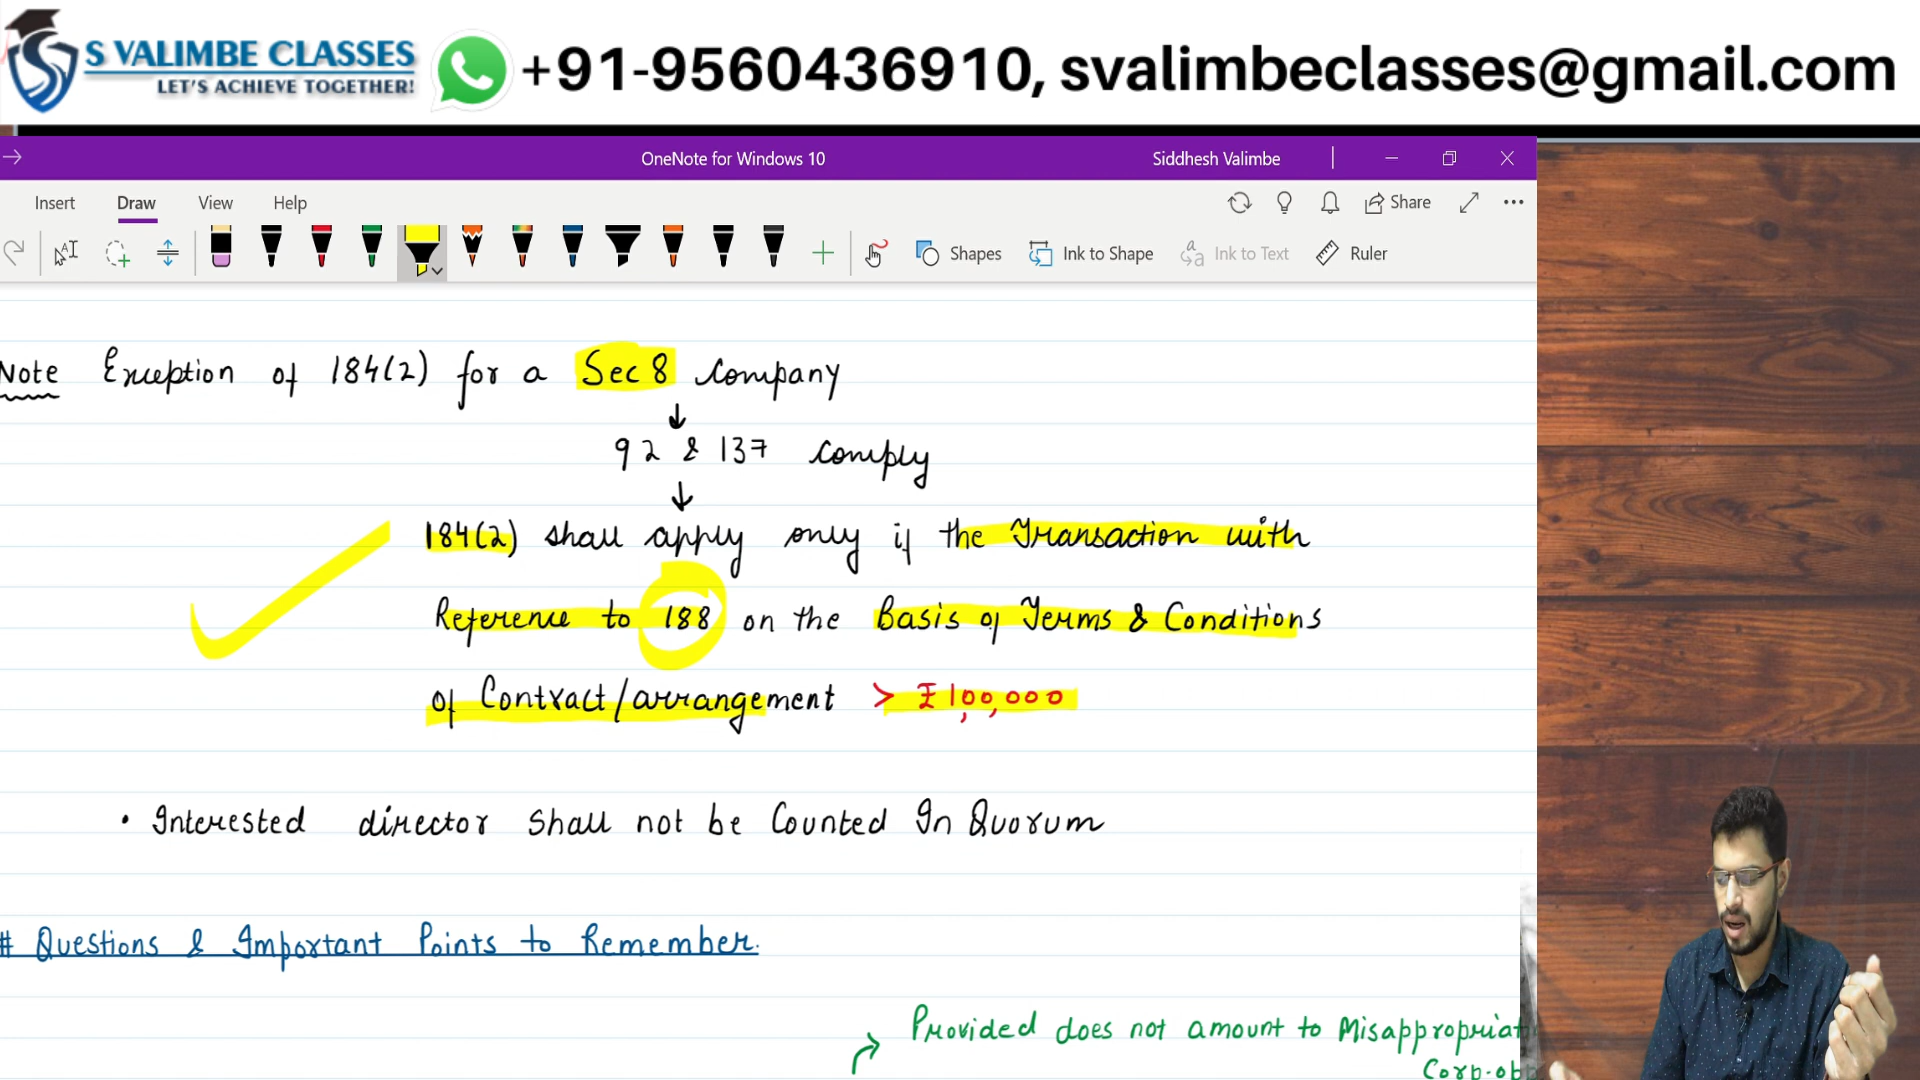 S VALIMBE CLASSES
LET'S ACHIEVE TOGETHER!
+91-9560436910, svalimbeclasses@gmail.com
OneNote for Windows 10
Siddhesh Valimbe
Insert Draw View Help
Share
Shapes Ink to Shape Ink to Text Ruler
Note Exception of 184(2) for a Sec 8 Company
92 & 137 comply
184(2) shall apply only if the Transaction with
Reference to 188 on the Basis of Terms & Conditions
of Contract/arrangement > ₹100,000
• Interested director shall not be Counted In Quorum
# Questions & Important Points to Remember.
Provided does not amount to Misappropriat
Corp. opp